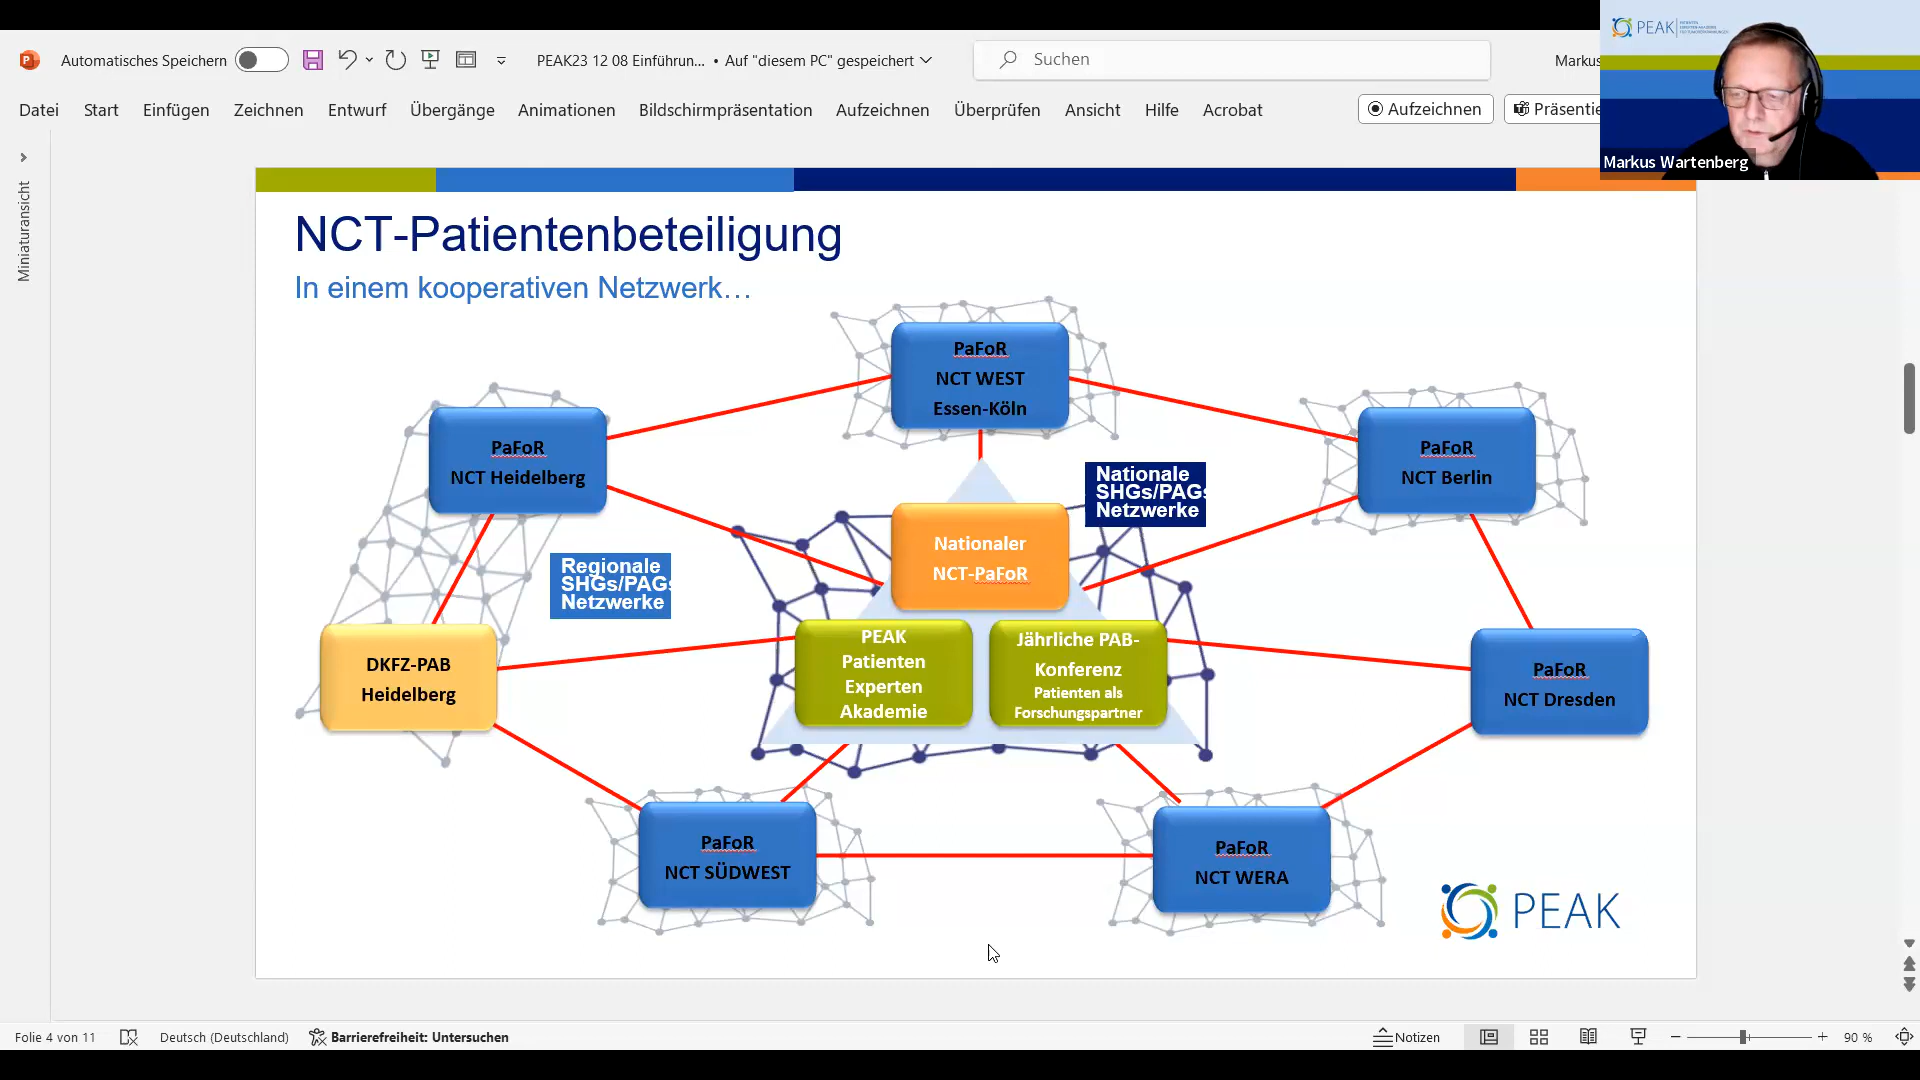 Automatisches Speichern
PEAK23 12 08 Einführun... • Auf "diesem PC" gespeichert
Suchen
Markus
PEAK
Datei Start Einfügen Zeichnen Entwurf Übergänge Animationen Bildschirmpräsentation Aufzeichnen Überprüfen Ansicht Hilfe Acrobat
Aufzeichnen
Präsentie
Markus Wartenberg
Miniaturansicht
NCT-Patientenbeteiligung
In einem kooperativen Netzwerk…
PaFoR
NCT WEST
Essen-Köln
PaFoR
NCT Heidelberg
PaFoR
NCT Berlin
Nationale
SHGs/PAGs
Netzwerke
Regionale
SHGs/PAGs
Netzwerke
Nationaler
NCT-PaFoR
DKFZ-PAB
Heidelberg
PEAK
Patienten
Experten
Akademie
Jährliche PAB-
Konferenz
Patienten als
Forschungspartner
PaFoR
NCT Dresden
PaFoR
NCT SÜDWEST
PaFoR
NCT WERA
PEAK
Folie 4 von 11
Deutsch (Deutschland)
Barrierefreiheit: Untersuchen
Notizen
90 %